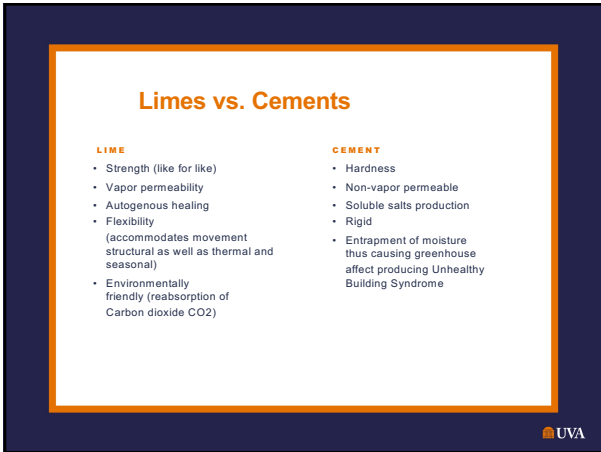 Limes vs. Cements
LIME
• Strength (like for like)
• Vapor permeability
• Autogenous healing
• Flexibility
(accommodates movement
structural as well as thermal and
seasonal)
• Environmentally
friendly (reabsorption of
Carbon dioxide CO2)
CEMENT
• Hardness
• Non-vapor permeable
• Soluble salts production
• Rigid
• Entrapment of moisture
thus causing greenhouse
affect producing Unhealthy
Building Syndrome
UVA